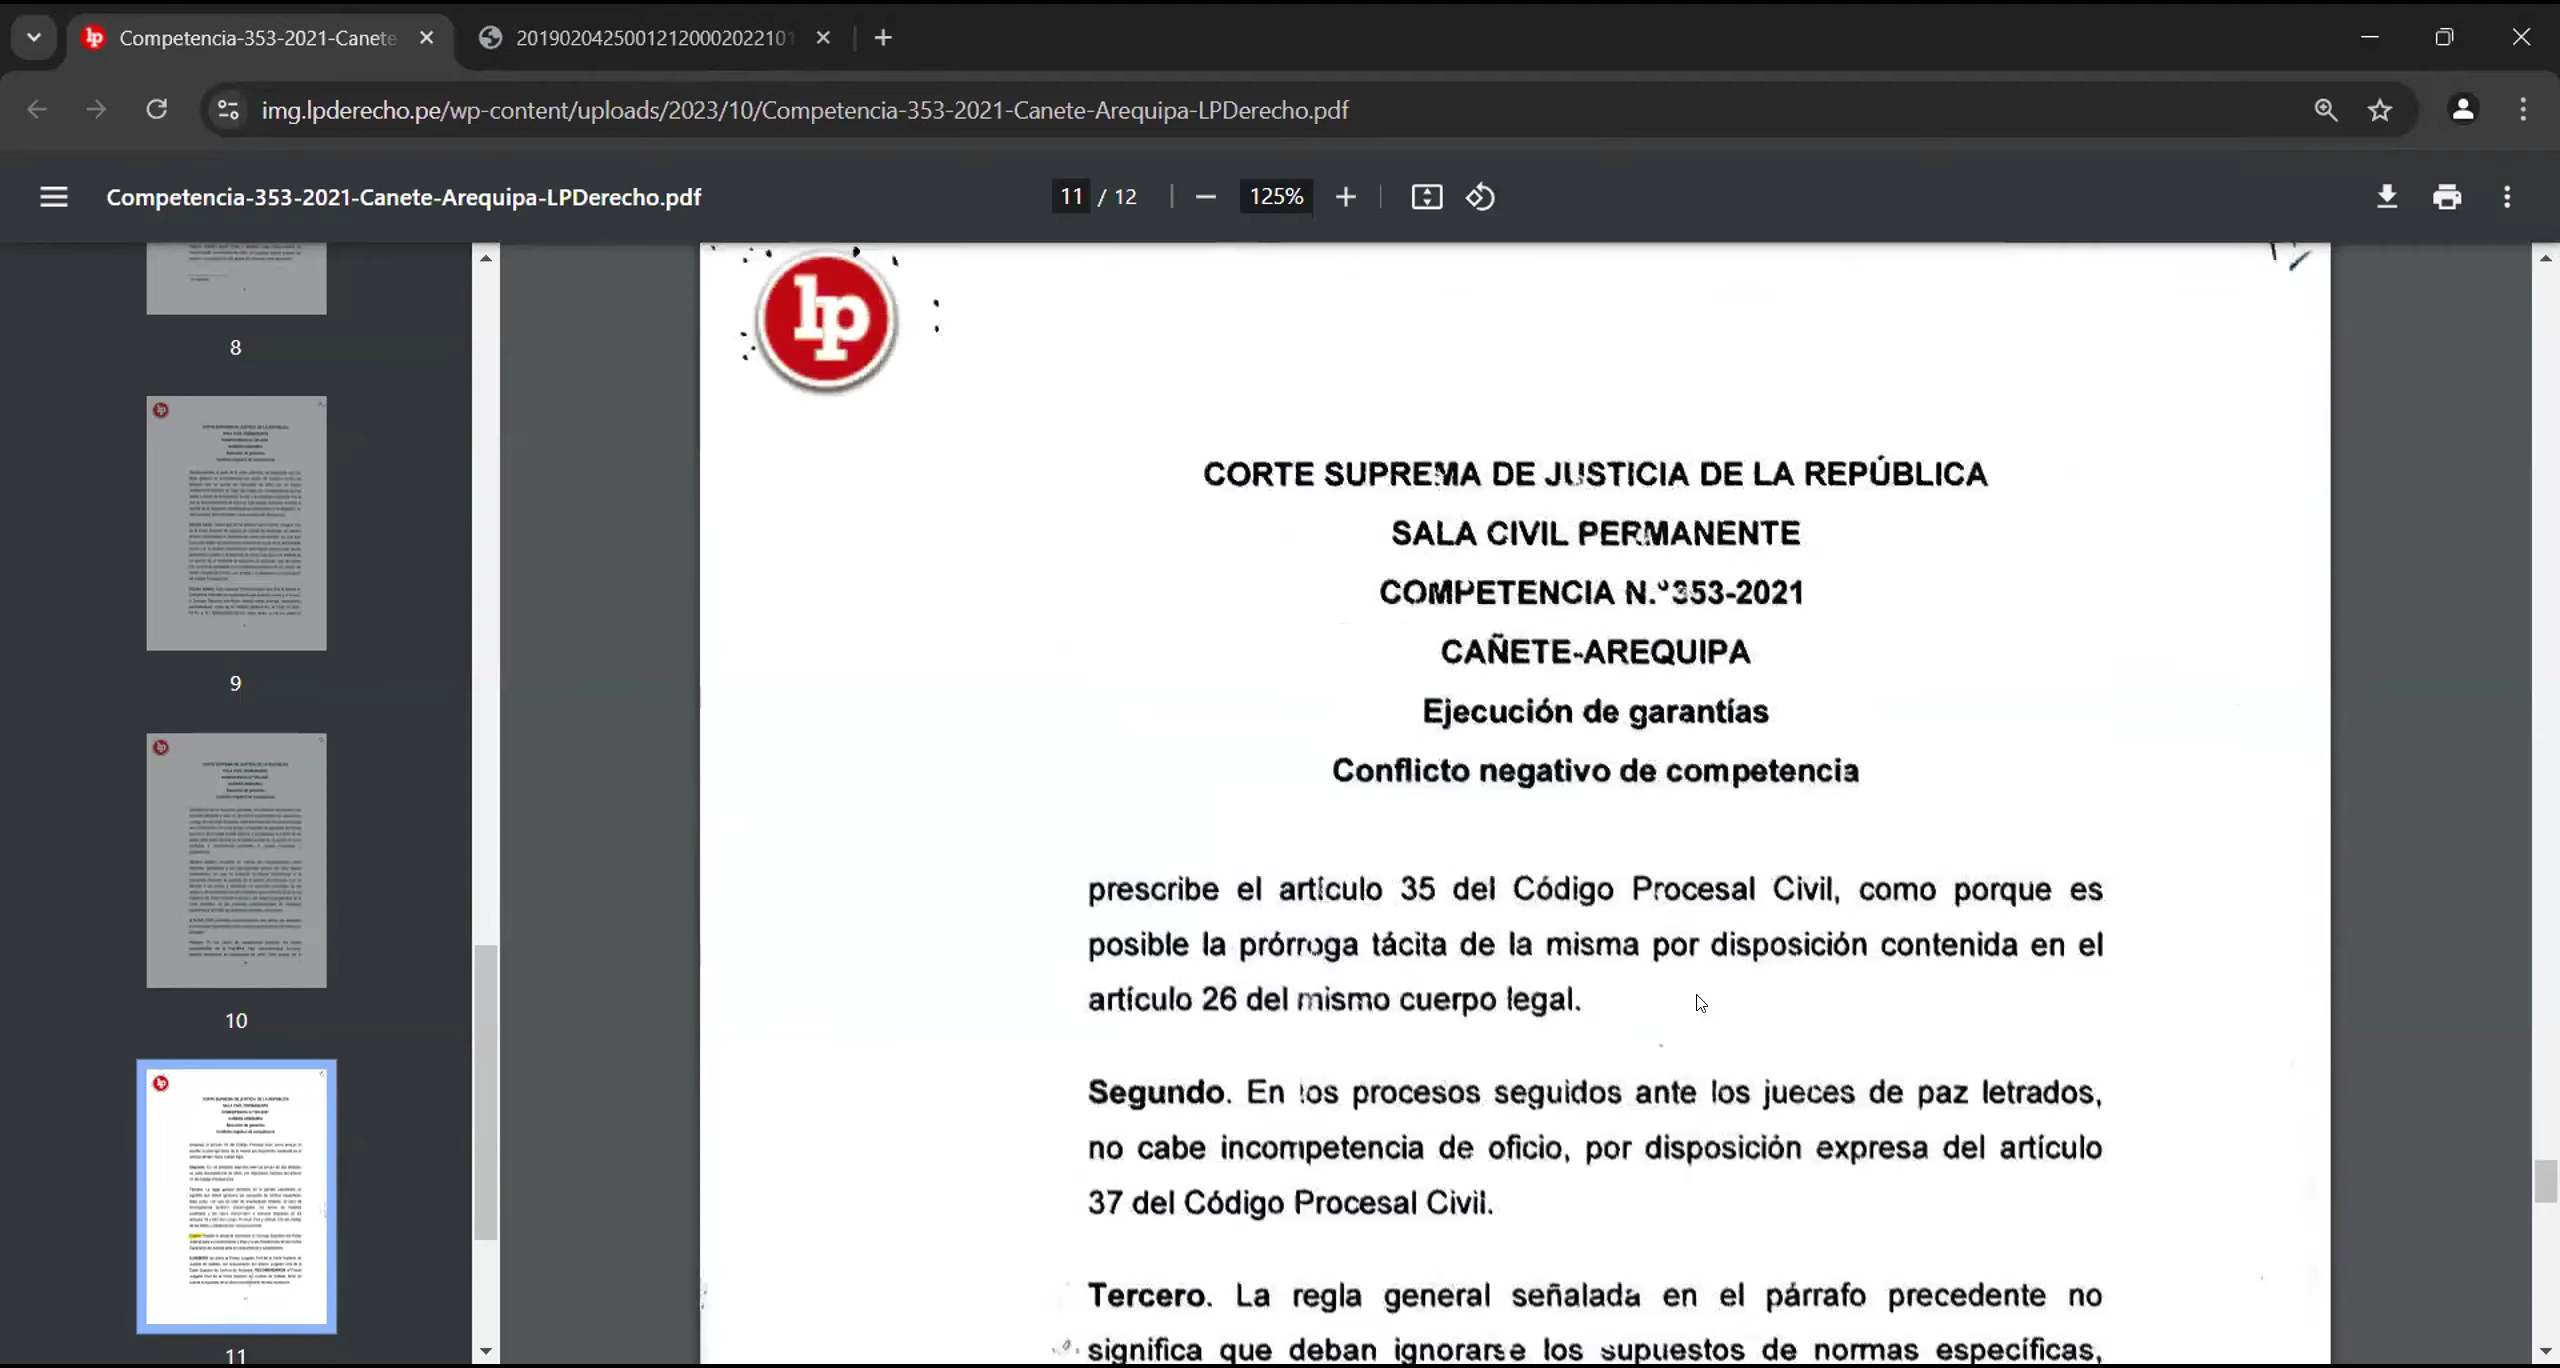 Competencia-353-2021-Canete
20190204250012120002022101
img.lpderecho.pe/wp-content/uploads/2023/10/Competencia-353-2021-Canete-Arequipa-LPDerecho.pdf
Competencia-353-2021-Canete-Arequipa-LPDerecho.pdf
11 / 12
125%
8
9
10
11
lp
CORTE SUPREMA DE JUSTICIA DE LA REPÚBLICA
SALA CIVIL PERMANENTE
COMPETENCIA N.°353-2021
CAÑETE-AREQUIPA
Ejecución de garantías
Conflicto negativo de competencia
prescribe el artículo 35 del Código Procesal Civil, como porque es
posible la prórroga tácita de la misma por disposición contenida en el
artículo 26 del mismo cuerpo legal.
Segundo. En los procesos seguidos ante los jueces de paz letrados,
no cabe incompetencia de oficio, por disposición expresa del artículo
37 del Código Procesal Civil.
Tercero. La regla general señalada en el párrafo precedente no
significa que deban ignorarse los supuestos de normas específicas,